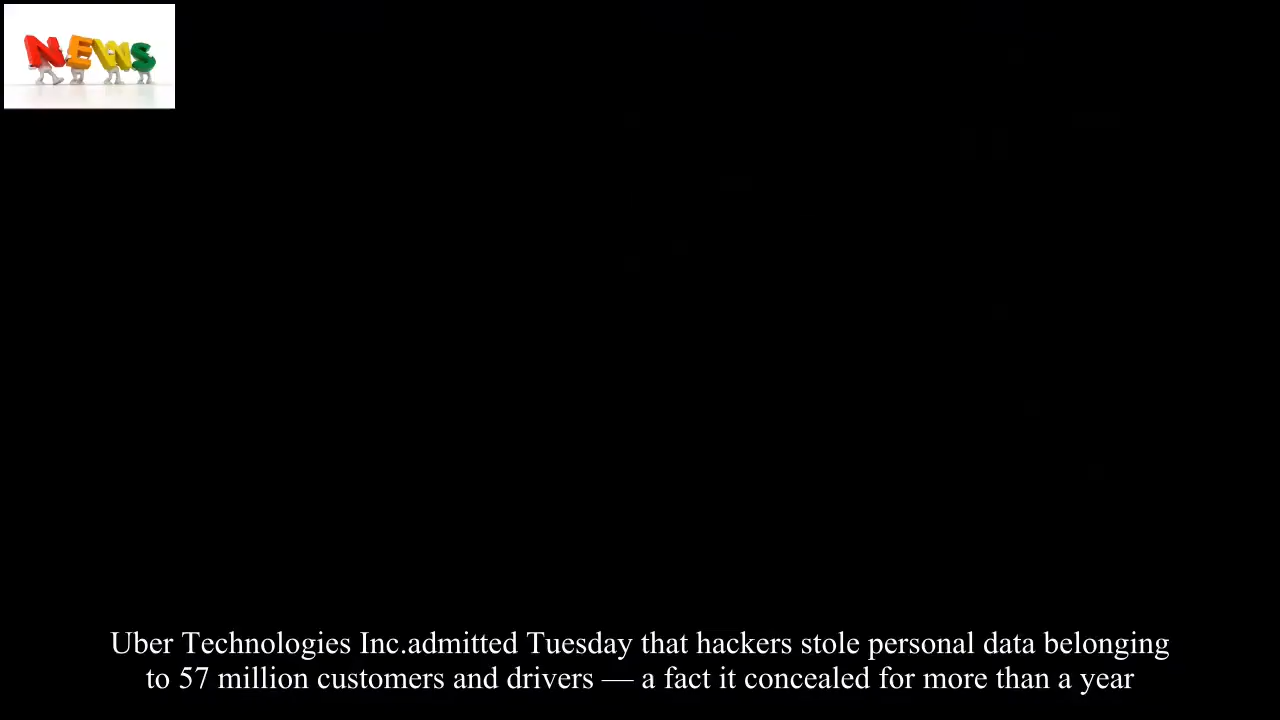 NEWS
Uber Technologies Inc.admitted Tuesday that hackers stole personal data belonging
to 57 million customers and drivers — a fact it concealed for more than a year